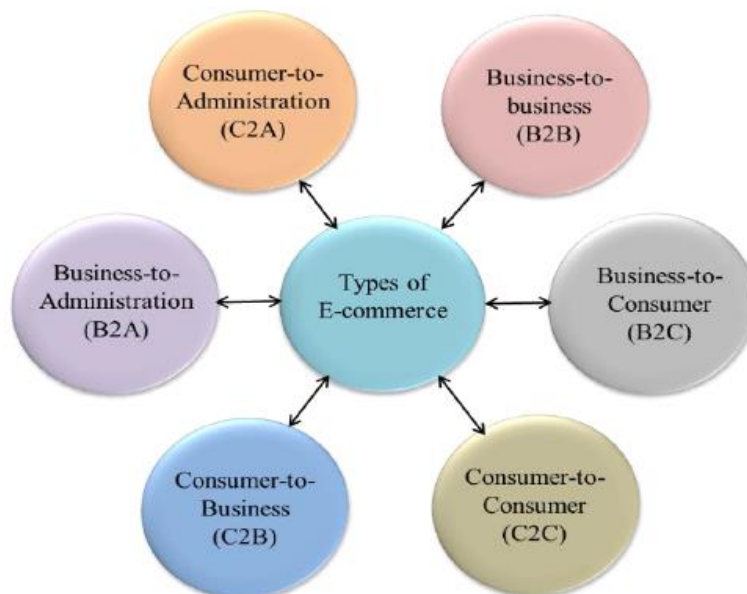 Consumer-to-
Administration
(C2A)
Business-to-
business
(B2B)
Business-to-
Administration
(B2A)
Types of
E-commerce
Business-to-
Consumer
(B2C)
Consumer-to-
Business
(C2B)
Consumer-to-
Consumer
(C2C)